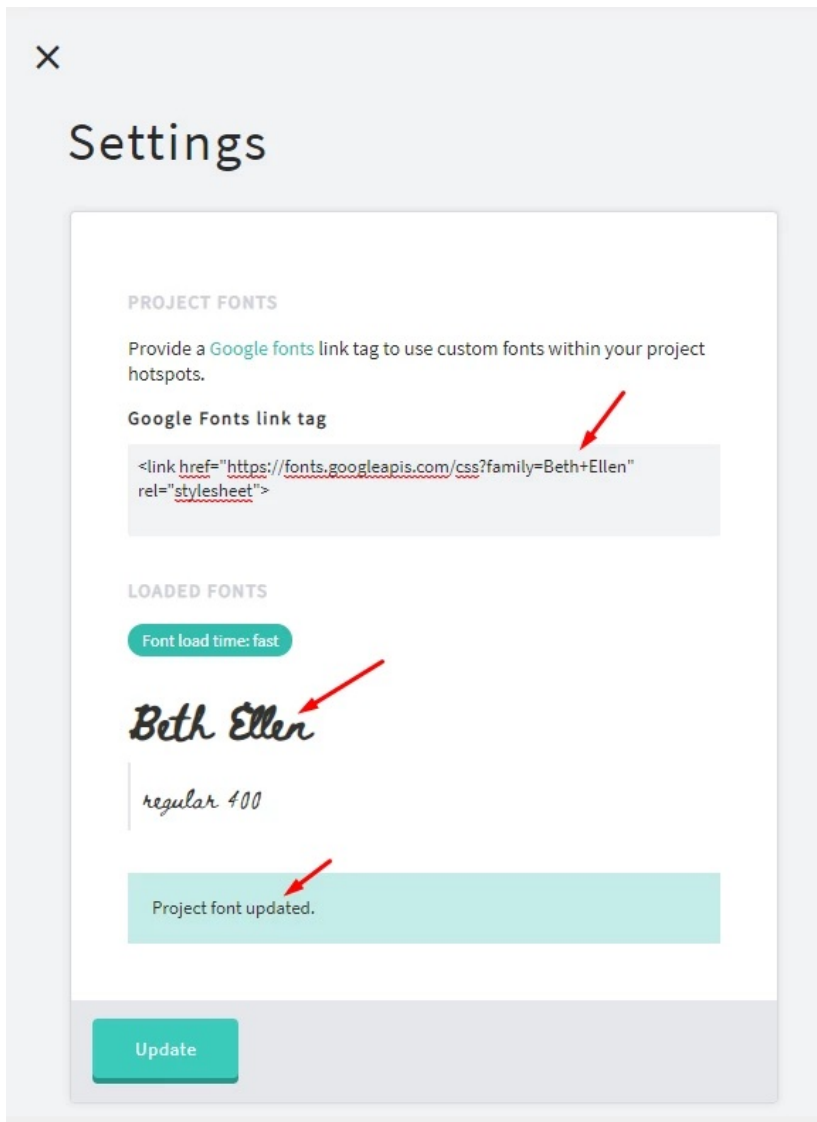 Settings
PROJECT FONTS
Provide a Google fonts link tag to use custom fonts within your project
hotspots.
Google Fonts link tag
<link href="https://fonts.googleapis.com/css?family=Beth+Ellen"
rel="stylesheet">
LOADED FONTS
Font load time: fast
Beth Ellen
regular 400
Project font updated.
Update